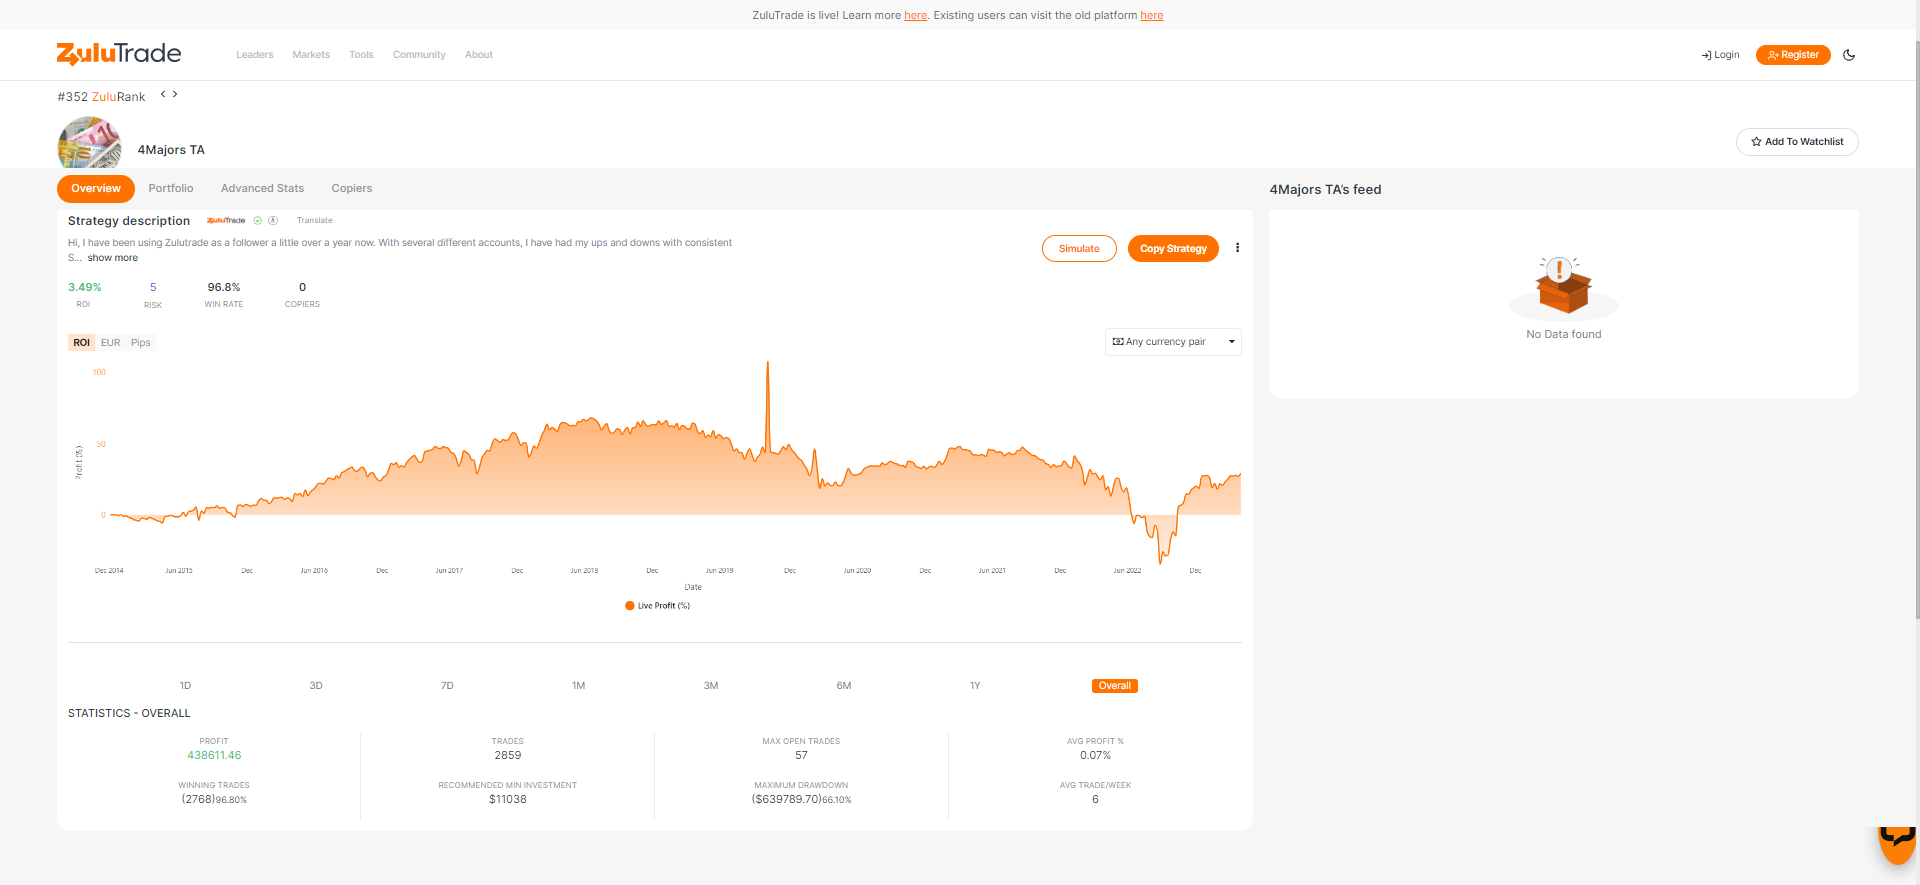 ZuluTrade is live! Learn more here. Existing users can visit the old platform here
ZuluTrade
Leaders
Markets
Tools
Community
About
Login
Register
#352 ZuluRank
4Majors TA
Add To Watchlist
Overview
Portfolio
Advanced Stats
Copiers
4Majors TA's feed
Strategy description
ZuluTrade
Translate
Hi, I have been using Zulutrade as a follower a little over a year now. With several different accounts, I have had my ups and downs with consistent
S... show more
Simulate
Copy Strategy
3.49%
5
96.8%
0
ROI
RISK
WIN RATE
COPIERS
No Data found
ROI
EUR
Pips
Any currency pair
100
50
0
Profit (%)
Dec 2014
Jun 2015
Dec
Jun 2016
Dec
Jun 2017
Dec
Jun 2018
Dec
Jun 2019
Dec
Jun 2020
Dec
Jun 2021
Dec
Jun 2022
Dec
Date
Live Profit (%)
1D
3D
7D
1M
3M
6M
1Y
Overall
STATISTICS - OVERALL
PROFIT
438611.46
TRADES
2859
MAX OPEN TRADES
57
AVG PROFIT %
0.07%
WINNING TRADES
(2768)96.80%
RECOMMENDED MIN INVESTMENT
$11038
MAXIMUM DRAWDOWN
($639789.70)66.10%
AVG TRADE/WEEK
6